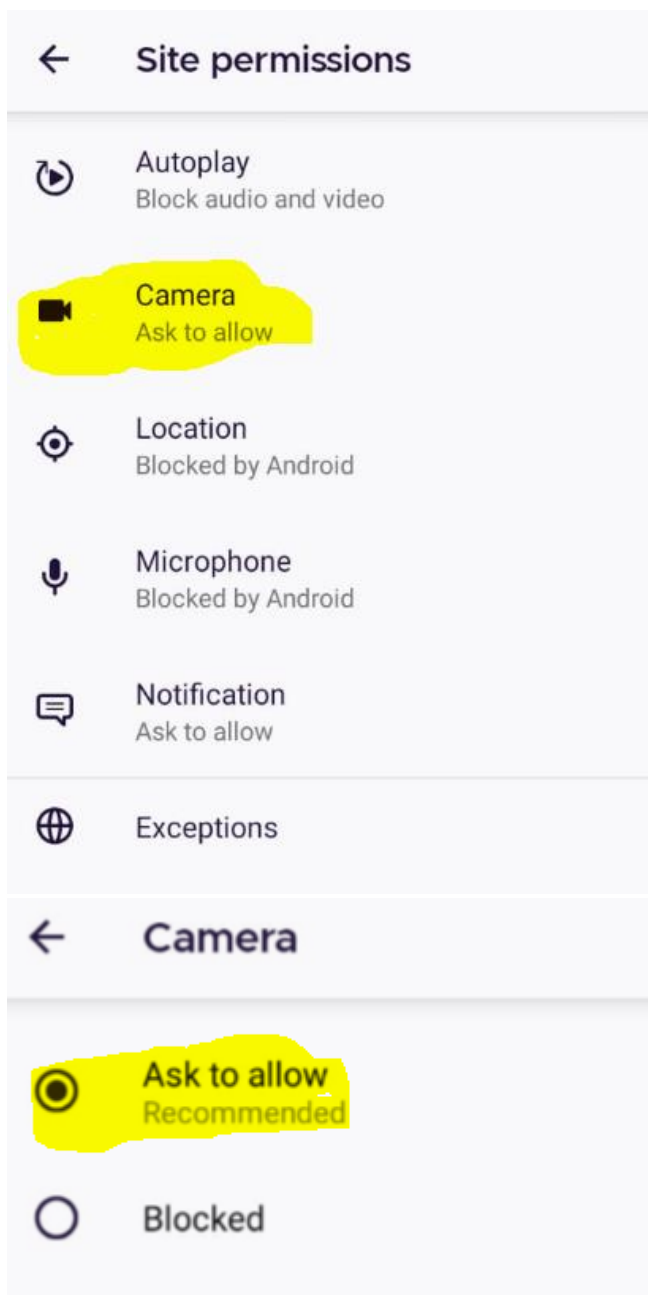 Site permissions
Autoplay
Block audio and video
Camera
Ask to allow
Location
Blocked by Android
Microphone
Blocked by Android
Notification
Ask to allow
Exceptions
Camera
Ask to allow
Recommended
Blocked